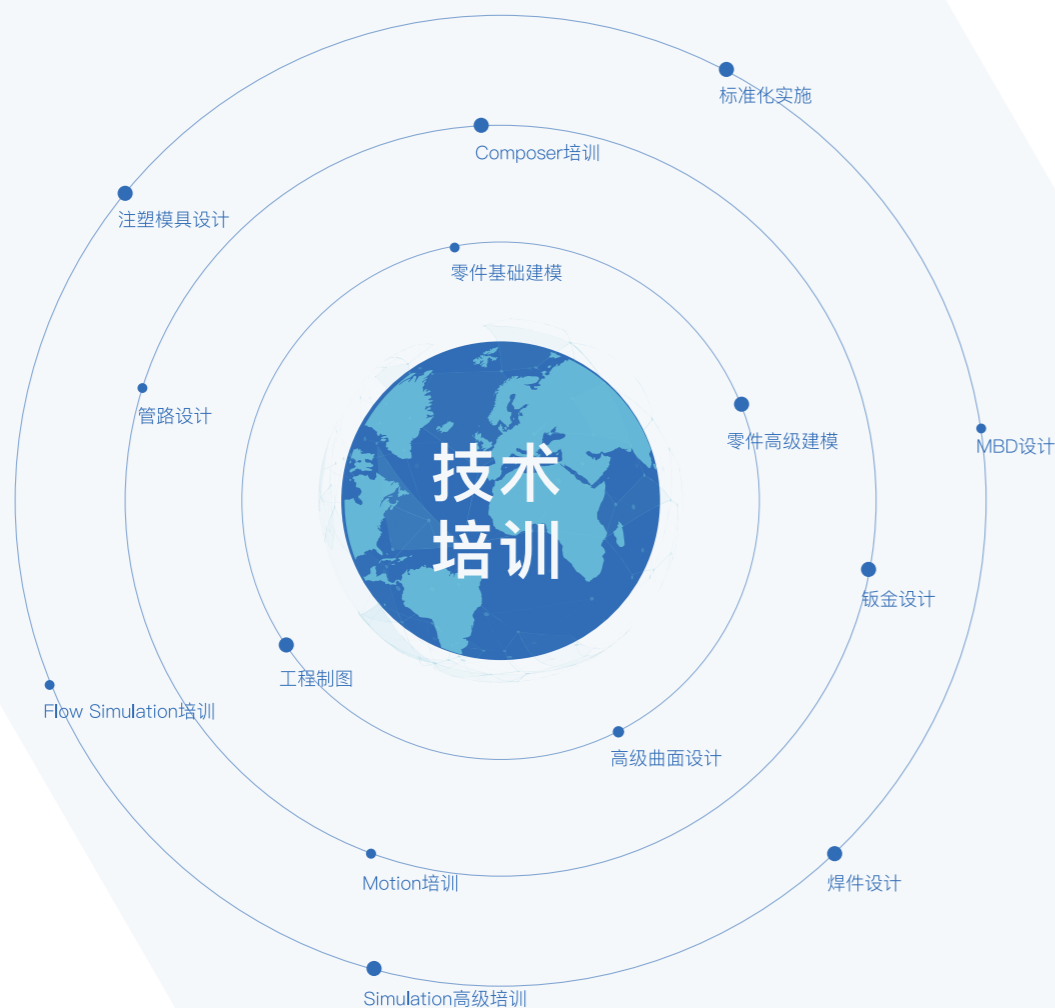 标准化实施
Composer培训
注塑模具设计
零件基础建模
管路设计
零件高级建模
MBD设计
技术
培训
钣金设计
工程制图
Flow Simulation培训
高级曲面设计
Motion培训
焊件设计
Simulation高级培训